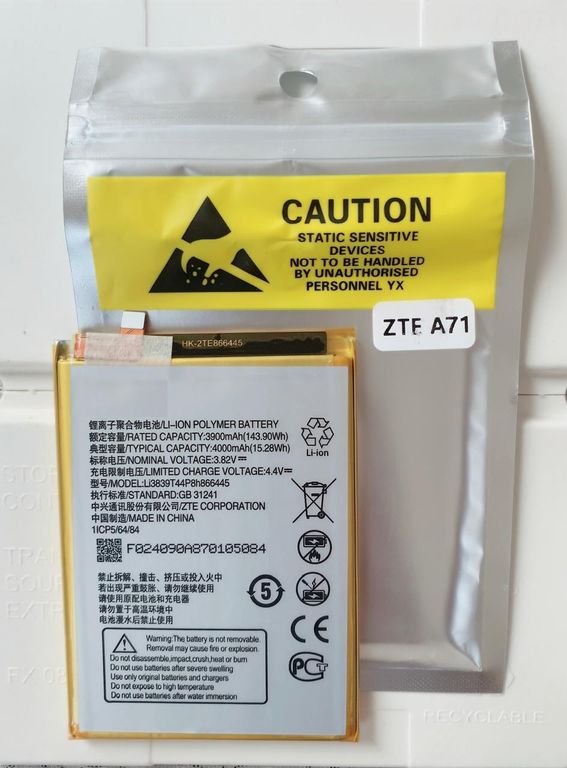 CAUTION
STATIC SENSITIVE
DEVICES
NOT TO BE HANDLED
BY UNAUTHORISED
PERSONNEL YX
ZTE A71
HK-2TE866445
锂离子聚合物电池/LI-ION POLYMER BATTERY
额定容量/RATED CAPACITY:3900mAh(143.90Wh)
典型容量/TYPICAL CAPACITY:4000mAh(15.28Wh)
标称电压/NOMINAL VOLTAGE:3.82V
充电限制电压/LIMITED CHARGE VOLTAGE:4.4V
型号/MODEL:Li3839T44P8h866445
执行标准/STANDARD:GB 31241
中兴通讯股份有限公司/ZTE CORPORATION
中国制造/MADE IN CHINA
1ICP5/64/84
Li-ion
F024090A870105084
禁止拆解、撞击、挤压或投入火中
若出现严重鼓胀、请勿继续使用
请使用原配电池和充电器
请勿置于高温环境中
电池浸水后禁止使用
5
CE
Warning:The battery is not removable.
Removal may cause fire or explosion.
Do not disassemble,impact,crush,heat or burn
Do not use batteries after severe swelling
Use only original batteries and chargers
Do not expose to high temperature
Do not use batteries after water immersion
RECYCLABLE